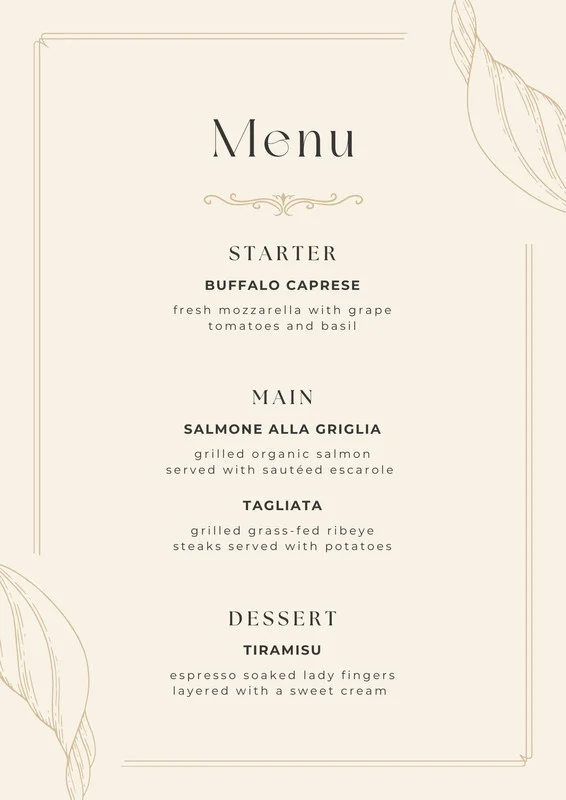 Menu
STARTER
BUFFALO CAPRESE
fresh mozzarella with grape
tomatoes and basil
MAIN
SALMONE ALLA GRIGLIA
grilled organic salmon
served with sautéed escarole
TAGLIATA
grilled grass-fed ribeye
steaks served with potatoes
DESSERT
TIRAMISU
espresso soaked lady fingers
layered with a sweet cream